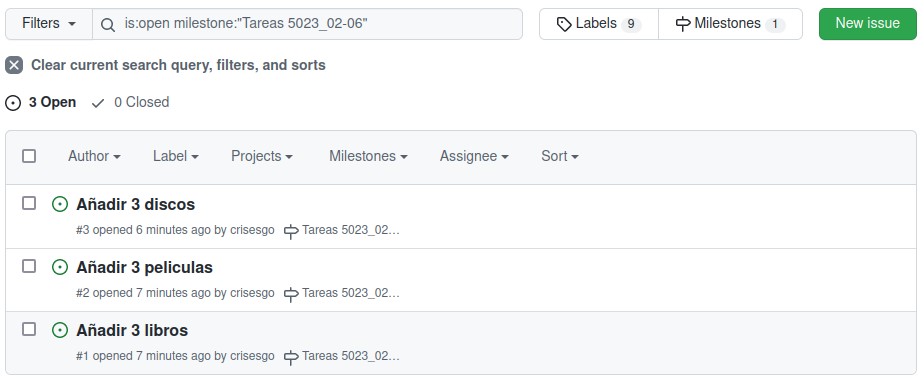 Filters is:open milestone:"Tareas 5023_02-06" Labels 9 Milestones 1 New issue
Clear current search query, filters, and sorts
3 Open 0 Closed
Author Label Projects Milestones Assignee Sort
Añadir 3 discos
#3 opened 6 minutes ago by crisesgo Tareas 5023_02…
Añadir 3 peliculas
#2 opened 7 minutes ago by crisesgo Tareas 5023_02…
Añadir 3 libros
#1 opened 7 minutes ago by crisesgo Tareas 5023_02…